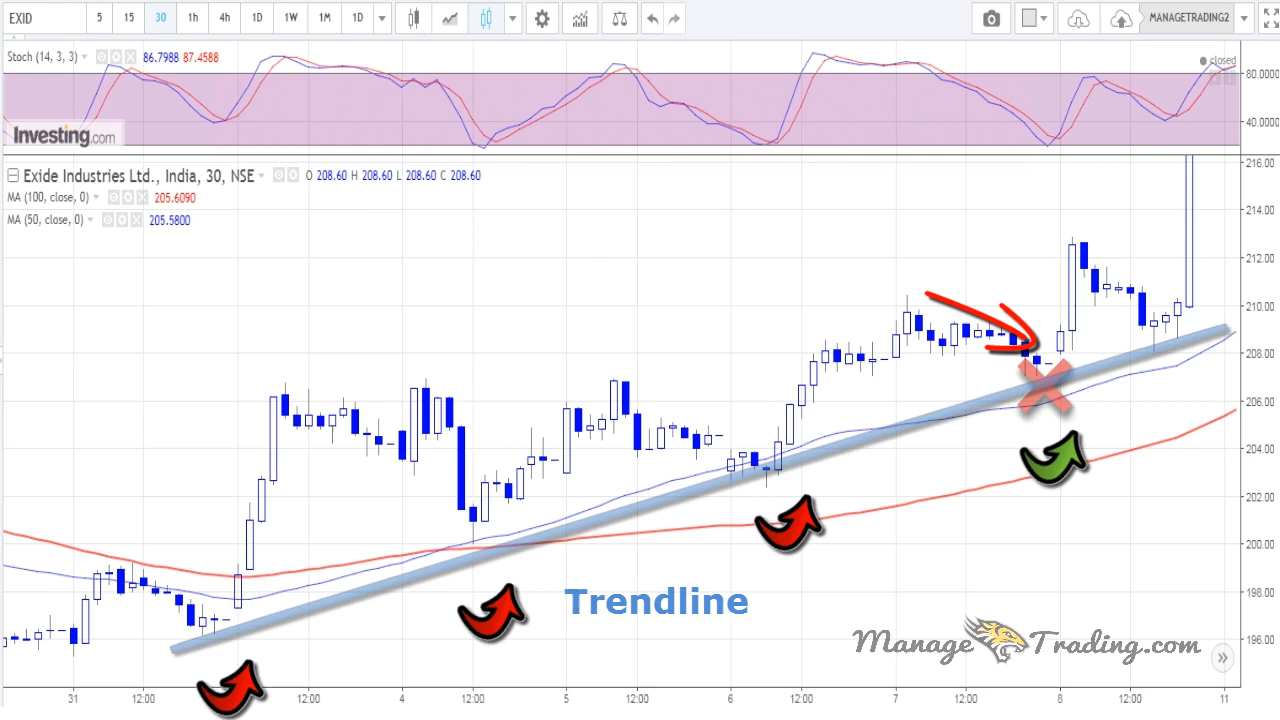 EXID 5 15 30 1h 4h 1D 1W 1M 1D MANAGETRADING2
Stoch (14, 3, 3) 86.7988 87.4588
closed
80.0000
40.0000
Investing.com
Exide Industries Ltd., India, 30, NSE O 208.60 H 208.60 L 208.60 C 208.60
MA (100, close, 0) 205.6090
MA (50, close, 0) 205.5800
216.00
214.00
212.00
210.00
208.00
206.00
204.00
202.00
200.00
198.00
196.00
Trendline
ManageTrading.com
31 12:00 12:00 4 12:00 5 12:00 6 12:00 7 12:00 8 12:00 11